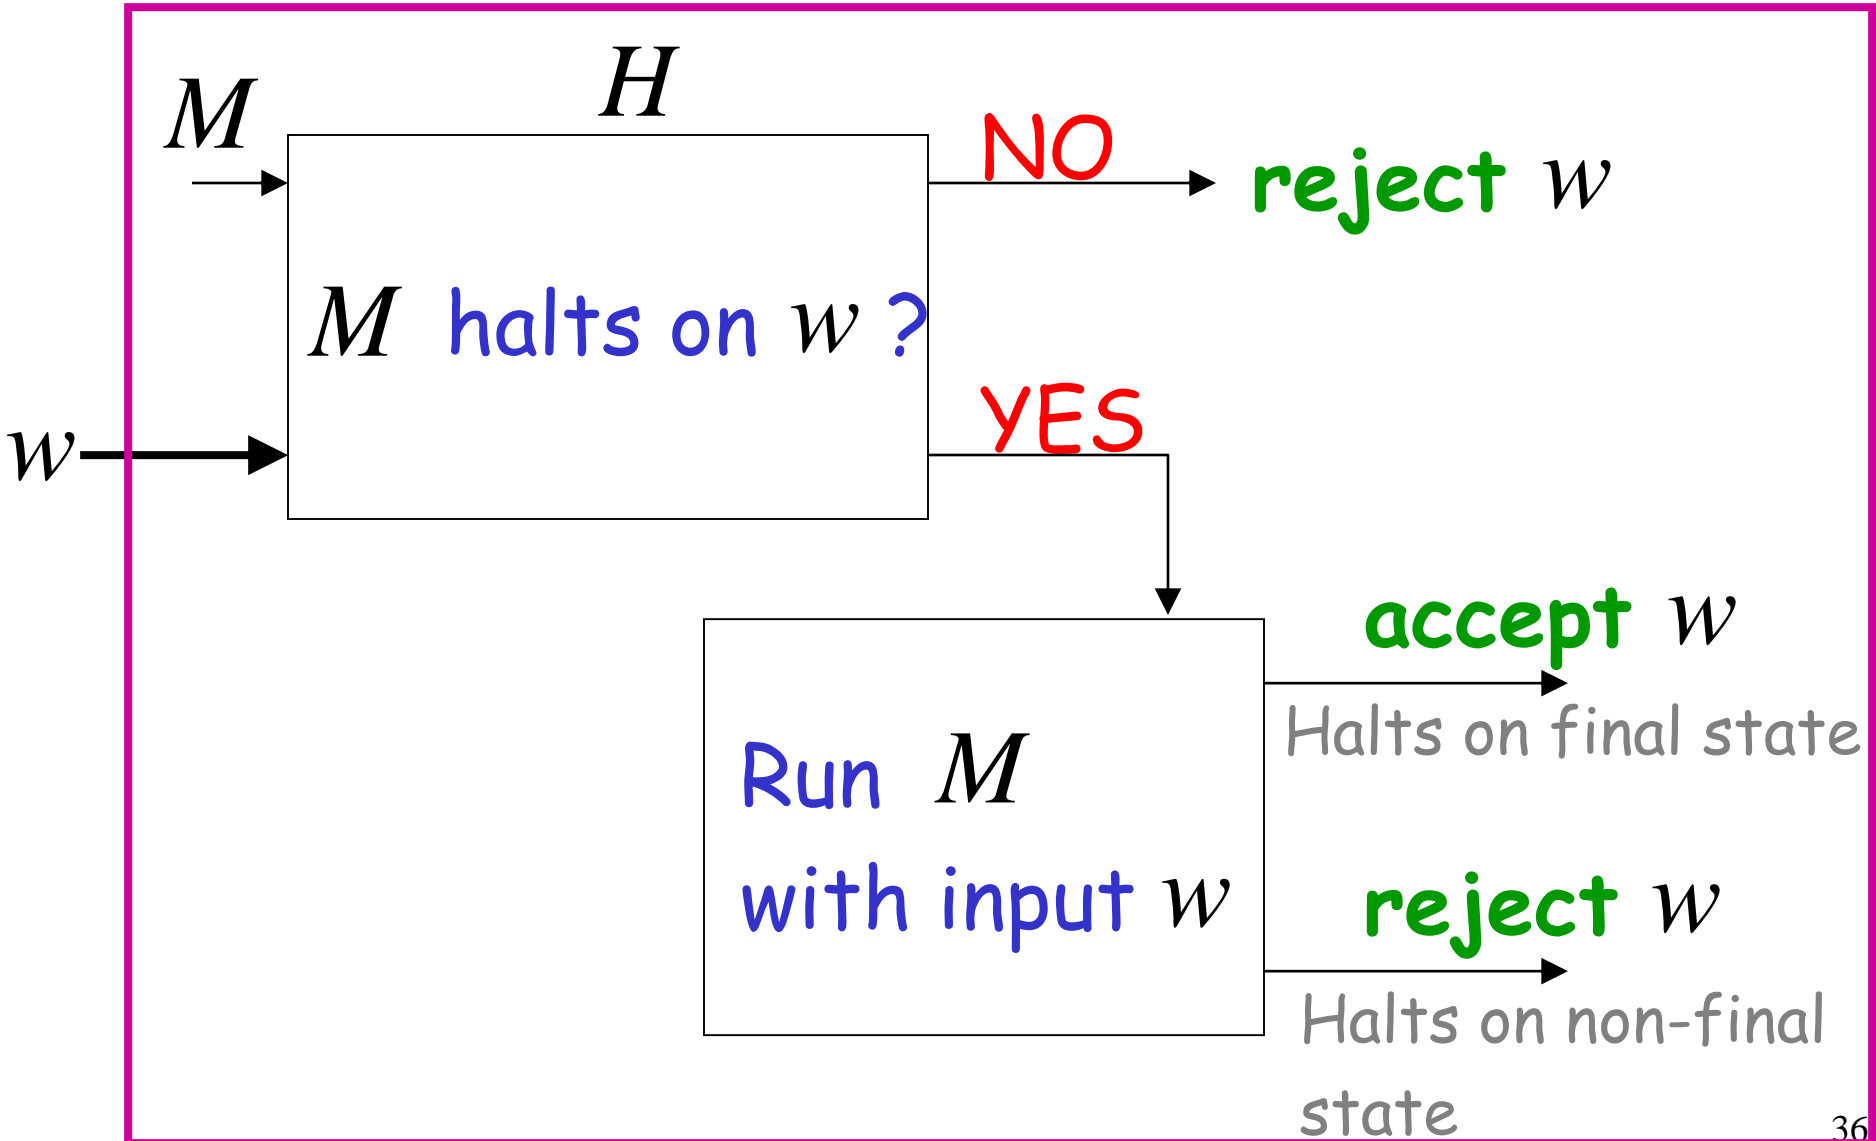 H
M
NO
reject w
M halts on w ?
YES
w
accept w
Halts on final state
Run M
with input w
reject w
Halts on non-final
state
36